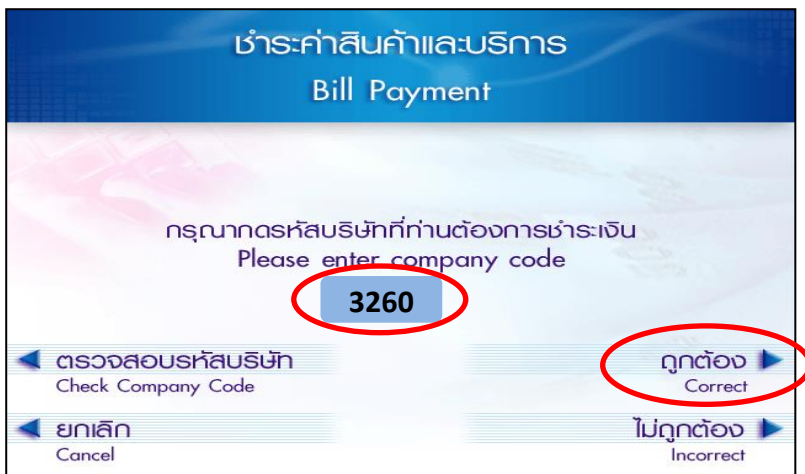 ชำระค่าสินค้าและบริการ
Bill Payment
กรุณากดรหัสบริษัทที่ท่านต้องการชำระเงิน
Please enter company code
3260
ตรวจสอบรหัสบริษัท
Check Company Code
ถูกต้อง
Correct
ยกเลิก
Cancel
ไม่ถูกต้อง
Incorrect